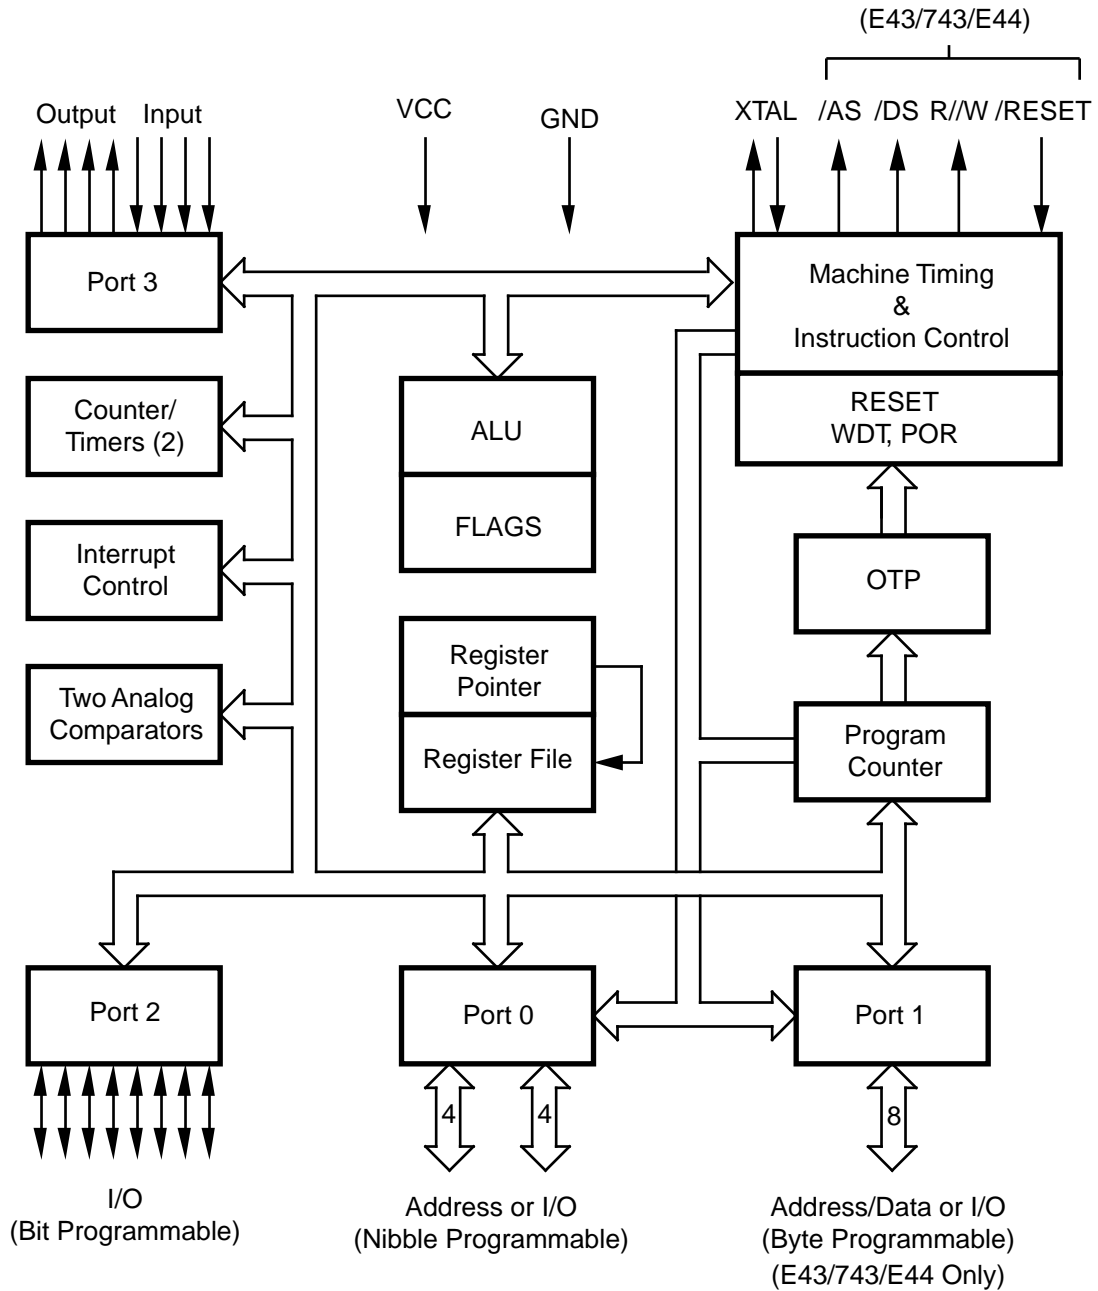 (E43/743/E44)
Output Input VCC GND XTAL /AS /DS R//W /RESET
Port 3
Machine Timing
&
Instruction Control
Counter/
Timers (2)
ALU
RESET
WDT, POR
FLAGS
Interrupt
Control
OTP
Register
Pointer
Two Analog
Comparators
Register File
Program
Counter
Port 2
Port 0
Port 1
4 4 8
I/O
(Bit Programmable)
Address or I/O
(Nibble Programmable)
Address/Data or I/O
(Byte Programmable)
(E43/743/E44 Only)